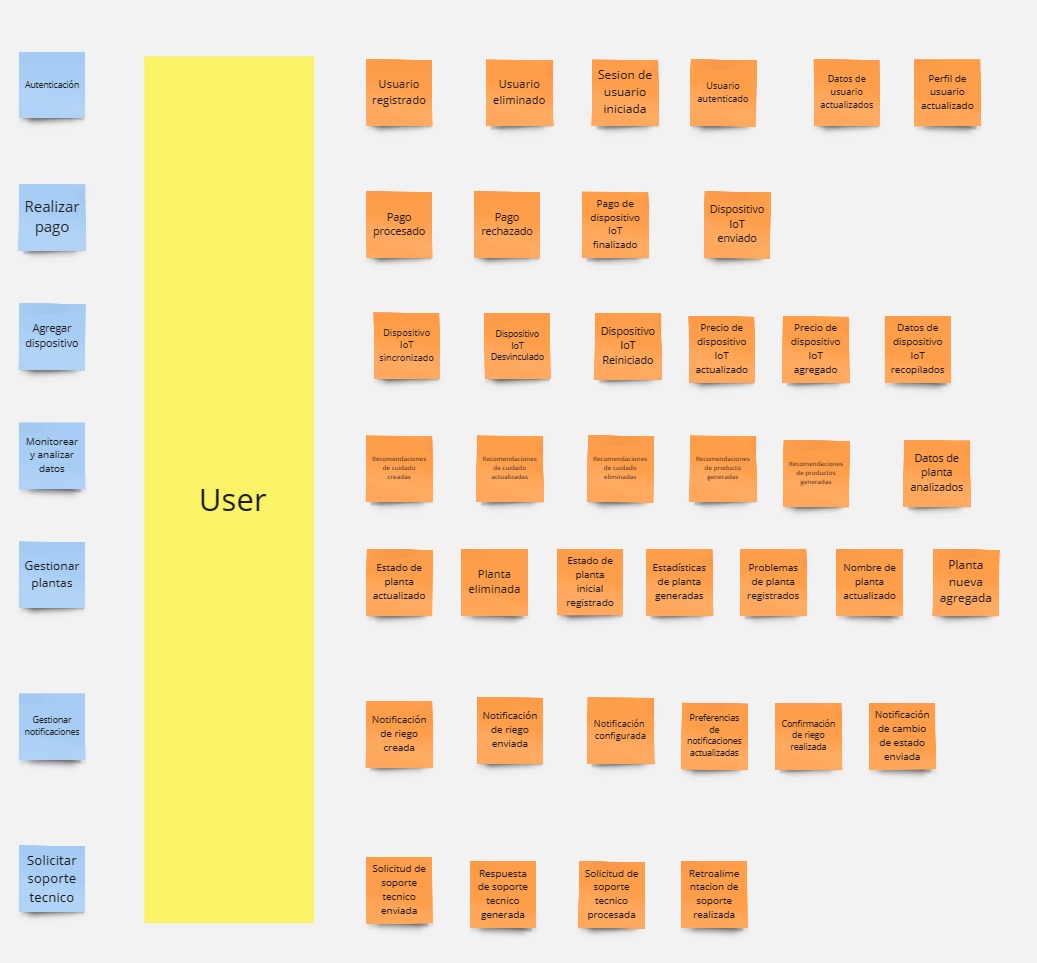 Autenticación
Usuario
registrado
Usuario
eliminado
Sesion de
usuario
iniciada
Usuario
autenticado
Datos de
usuario
actualizados
Perfil de
usuario
actualizado
Realizar
pago
Pago
procesado
Pago
rechazado
Pago de
dispositivo
IoT
finalizado
Dispositivo
IoT
enviado
Agregar
dispositivo
Dispositivo
IoT
sincronizado
Dispositivo
IoT
Desvinculado
Dispositivo
IoT
Reiniciado
Precio de
dispositivo
IoT
actualizado
Precio de
dispositivo
IoT
agregado
Datos de
dispositivo
IoT
recopilados
Monitorear
y analizar
datos
Recomendaciones
de cuidado
creadas
Recomendaciones
de cuidado
actualizadas
Recomendaciones
de cuidado
eliminadas
Recomendaciones
de producto
generadas
Recomendaciones
de productos
generadas
Datos de
planta
analizados
User
Gestionar
plantas
Estado de
planta
actualizado
Planta
eliminada
Estado de
planta
inicial
registrado
Estadísticas
de planta
generadas
Problemas
de planta
registrados
Nombre de
planta
actualizado
Planta
nueva
agregada
Gestionar
notificaciones
Notificación
de riego
creada
Notificación
de riego
enviada
Notificación
configurada
Preferencias
de
notificaciones
actualizadas
Confirmación
de riego
realizada
Notificación
de cambio
de estado
enviada
Solicitar
soporte
tecnico
Solicitud de
soporte
tecnico
enviada
Respuesta
de soporte
tecnico
generada
Solicitud de
soporte
tecnico
procesada
Retroalime
ntacion de
soporte
realizada